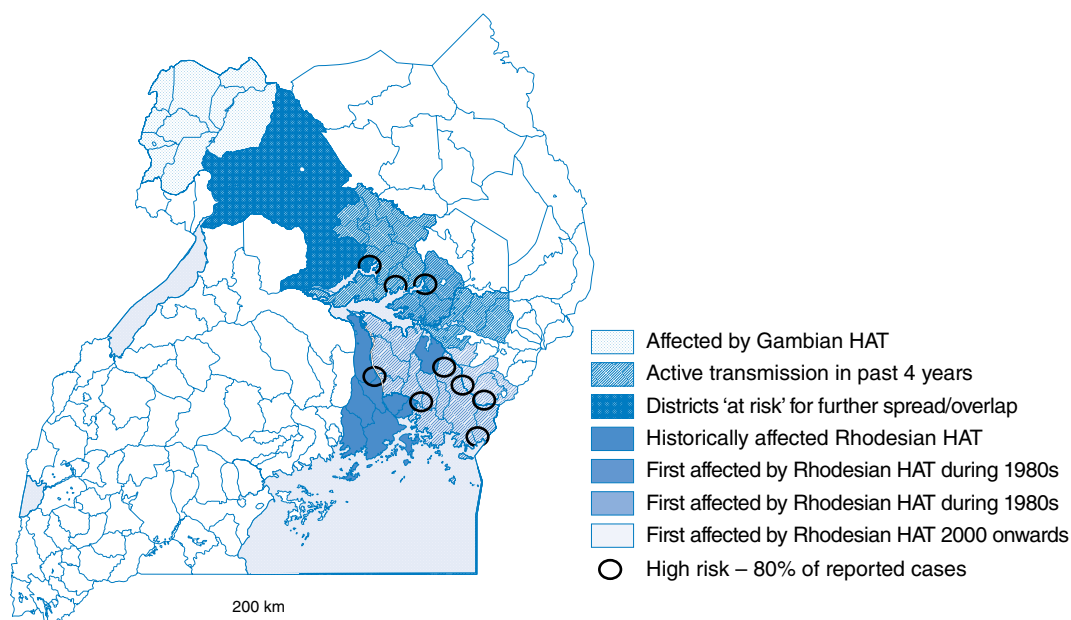 Affected by Gambian HAT
Active transmission in past 4 years
Districts ‘at risk’ for further spread/overlap
Historically affected Rhodesian HAT
First affected by Rhodesian HAT during 1980s
First affected by Rhodesian HAT during 1980s
First affected by Rhodesian HAT 2000 onwards
High risk – 80% of reported cases
200 km